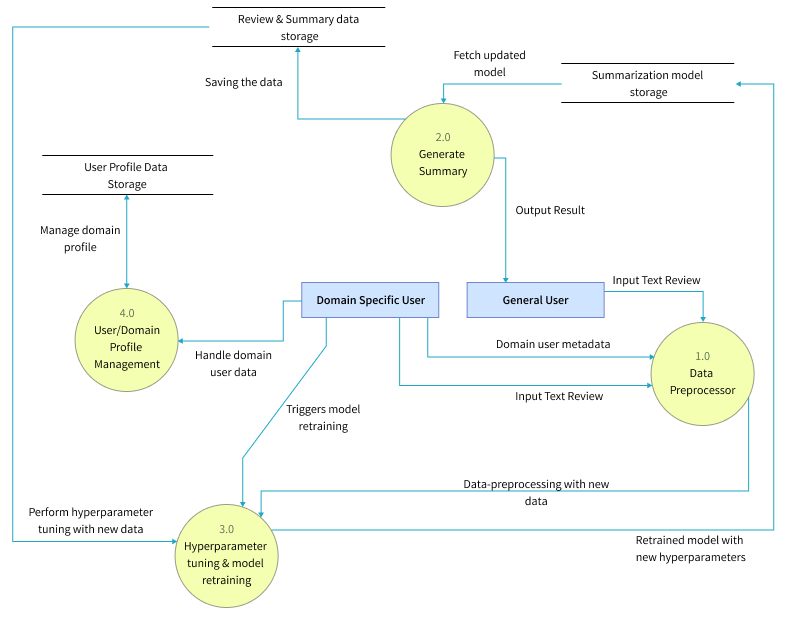 Review & Summary data
storage
Fetch updated
model
Saving the data
Summarization model
storage
2.0
Generate
Summary
User Profile Data
Storage
Output Result
Manage domain
profile
Input Text Review
Domain Specific User
General User
4.0
User/Domain
Profile
Management
Domain user metadata
Handle domain
user data
1.0
Data
Preprocessor
Input Text Review
Triggers model
retraining
Data-preprocessing with new
data
Perform hyperparameter
tuning with new data
3.0
Hyperparameter
tuning & model
retraining
Retrained model with
new hyperparameters